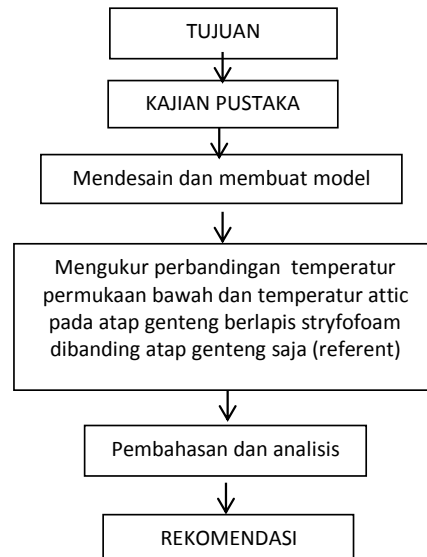 TUJUAN
KAJIAN PUSTAKA
Mendesain dan membuat model
Mengukur perbandingan temperatur
permukaan bawah dan temperatur attic
pada atap genteng berlapis stryfofoam
dibanding atap genteng saja (referent)
Pembahasan dan analisis
REKOMENDASI